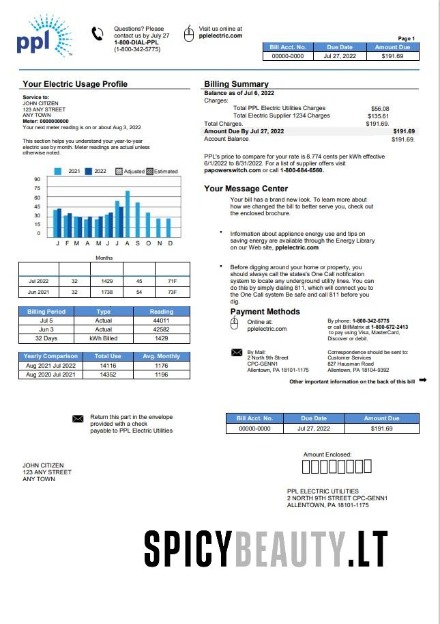 ppl
Questions? Please
contact us by July 27
1-800-DIAL-PPL
(1-800-342-5775)
Visit us online at
pplelectric.com
Page 1
Bill Acct. No. Due Date Amount Due
00000-0000 Jul 27, 2022 $191.69
Your Electric Usage Profile
Service to:
JOHN CITIZEN
123 ANY STREET
ANY TOWN
Meter: 00000000
Your next meter reading is on or about Aug 3, 2022
This section helps you understand your year-to-year
electric use by month. Meter readings are actual unless
otherwise noted.
2021 2022 Adjusted Estimated
90
75
60
45
30
15
0
J F M A M J J A S O N D
Months
Jul 2022 32 1429 45 71F
Jun 2021 32 1738 54 73F
Billing Period Type Reading
Jul 5 Actual 44011
Jun 3 Actual 42582
32 Days kWh Billed 1429
Yearly Comparison Total Use Avg. Monthly
Aug 2021 Jul 2022 14116 1176
Aug 2020 Jul 2021 14352 1196
Billing Summary
Balance as of Jul 6, 2022
Charges:
Total PPL Electric Utilities Charges $56.08
Total Electric Supplier 1234 Charges $135.61
Total Charges. $191.69.
Amount Due By Jul 27, 2022 $191.69
Account Balance $191.69.
PPL's price to compare for your rate is 8.774 cents per kWh effective
6/1/2022 to 8/31/2022. For a list of supplier offers visit
papowerswitch.com or call 1-800-684-6560.
Your Message Center
Your bill has a brand new look. To learn more about
how we changed the bill to better serve you, check out
the enclosed brochure.
• Information about appliance energy use and tips on
saving energy are available through the Energy Library
on our Web site, pplelectric.com
• Before digging around your home or property, you
should always call the state's One Call notification
system to locate any underground utility lines. You can
do this by simply dialing 811, which will connect you to
the One Call system Be safe and call 811 before you
dig.
Payment Methods
Online at:
pplelectric.com
By phone: 1-800-342-5775
or call BillMatrix at 1-800-672-2413
to pay using Visa, MasterCard,
Discover or debit.
By Mail:
2 North 9th Street
CPC-GENN1
Allentown, PA 18101-1175
Correspondence should be sent to:
Customer Services
827 Hausman Road
Allentown, PA 18104-9392
Other important information on the back of this bill
Return this part in the envelope
provided with a check
payable to PPL Electric Utilities
Bill Acct. No. Due Date Amount Due
00000-0000 Jul 27, 2022 $191.69
Amount Enclosed:
JOHN CITIZEN
123 ANY STREET
ANY TOWN
PPL ELECTRIC UTILITIES
2 NORTH 9TH STREET CPC-GENN1
ALLENTOWN, PA 18101-1175
SPICYBEAUTY.LT